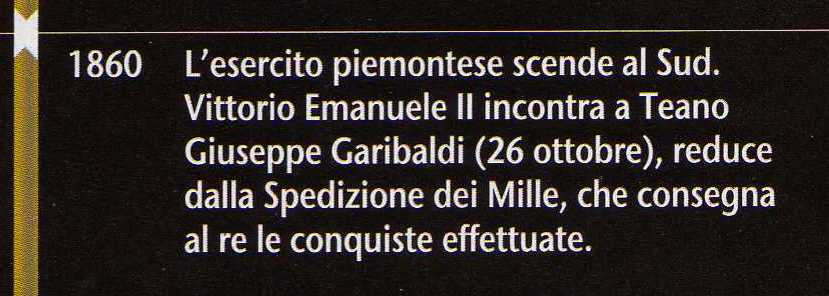 1860 L'esercito piemontese scende al Sud.
Vittorio Emanuele II incontra a Teano
Giuseppe Garibaldi (26 ottobre), reduce
dalla Spedizione dei Mille, che consegna
al re le conquiste effettuate.